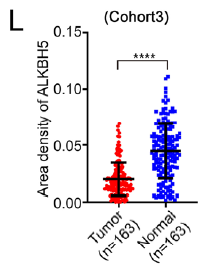 L
(Cohort3)
****
Area density of ALKBH5
0.15
0.10
0.05
0.00
Tumor
(n=163)
Normal
(n=163)